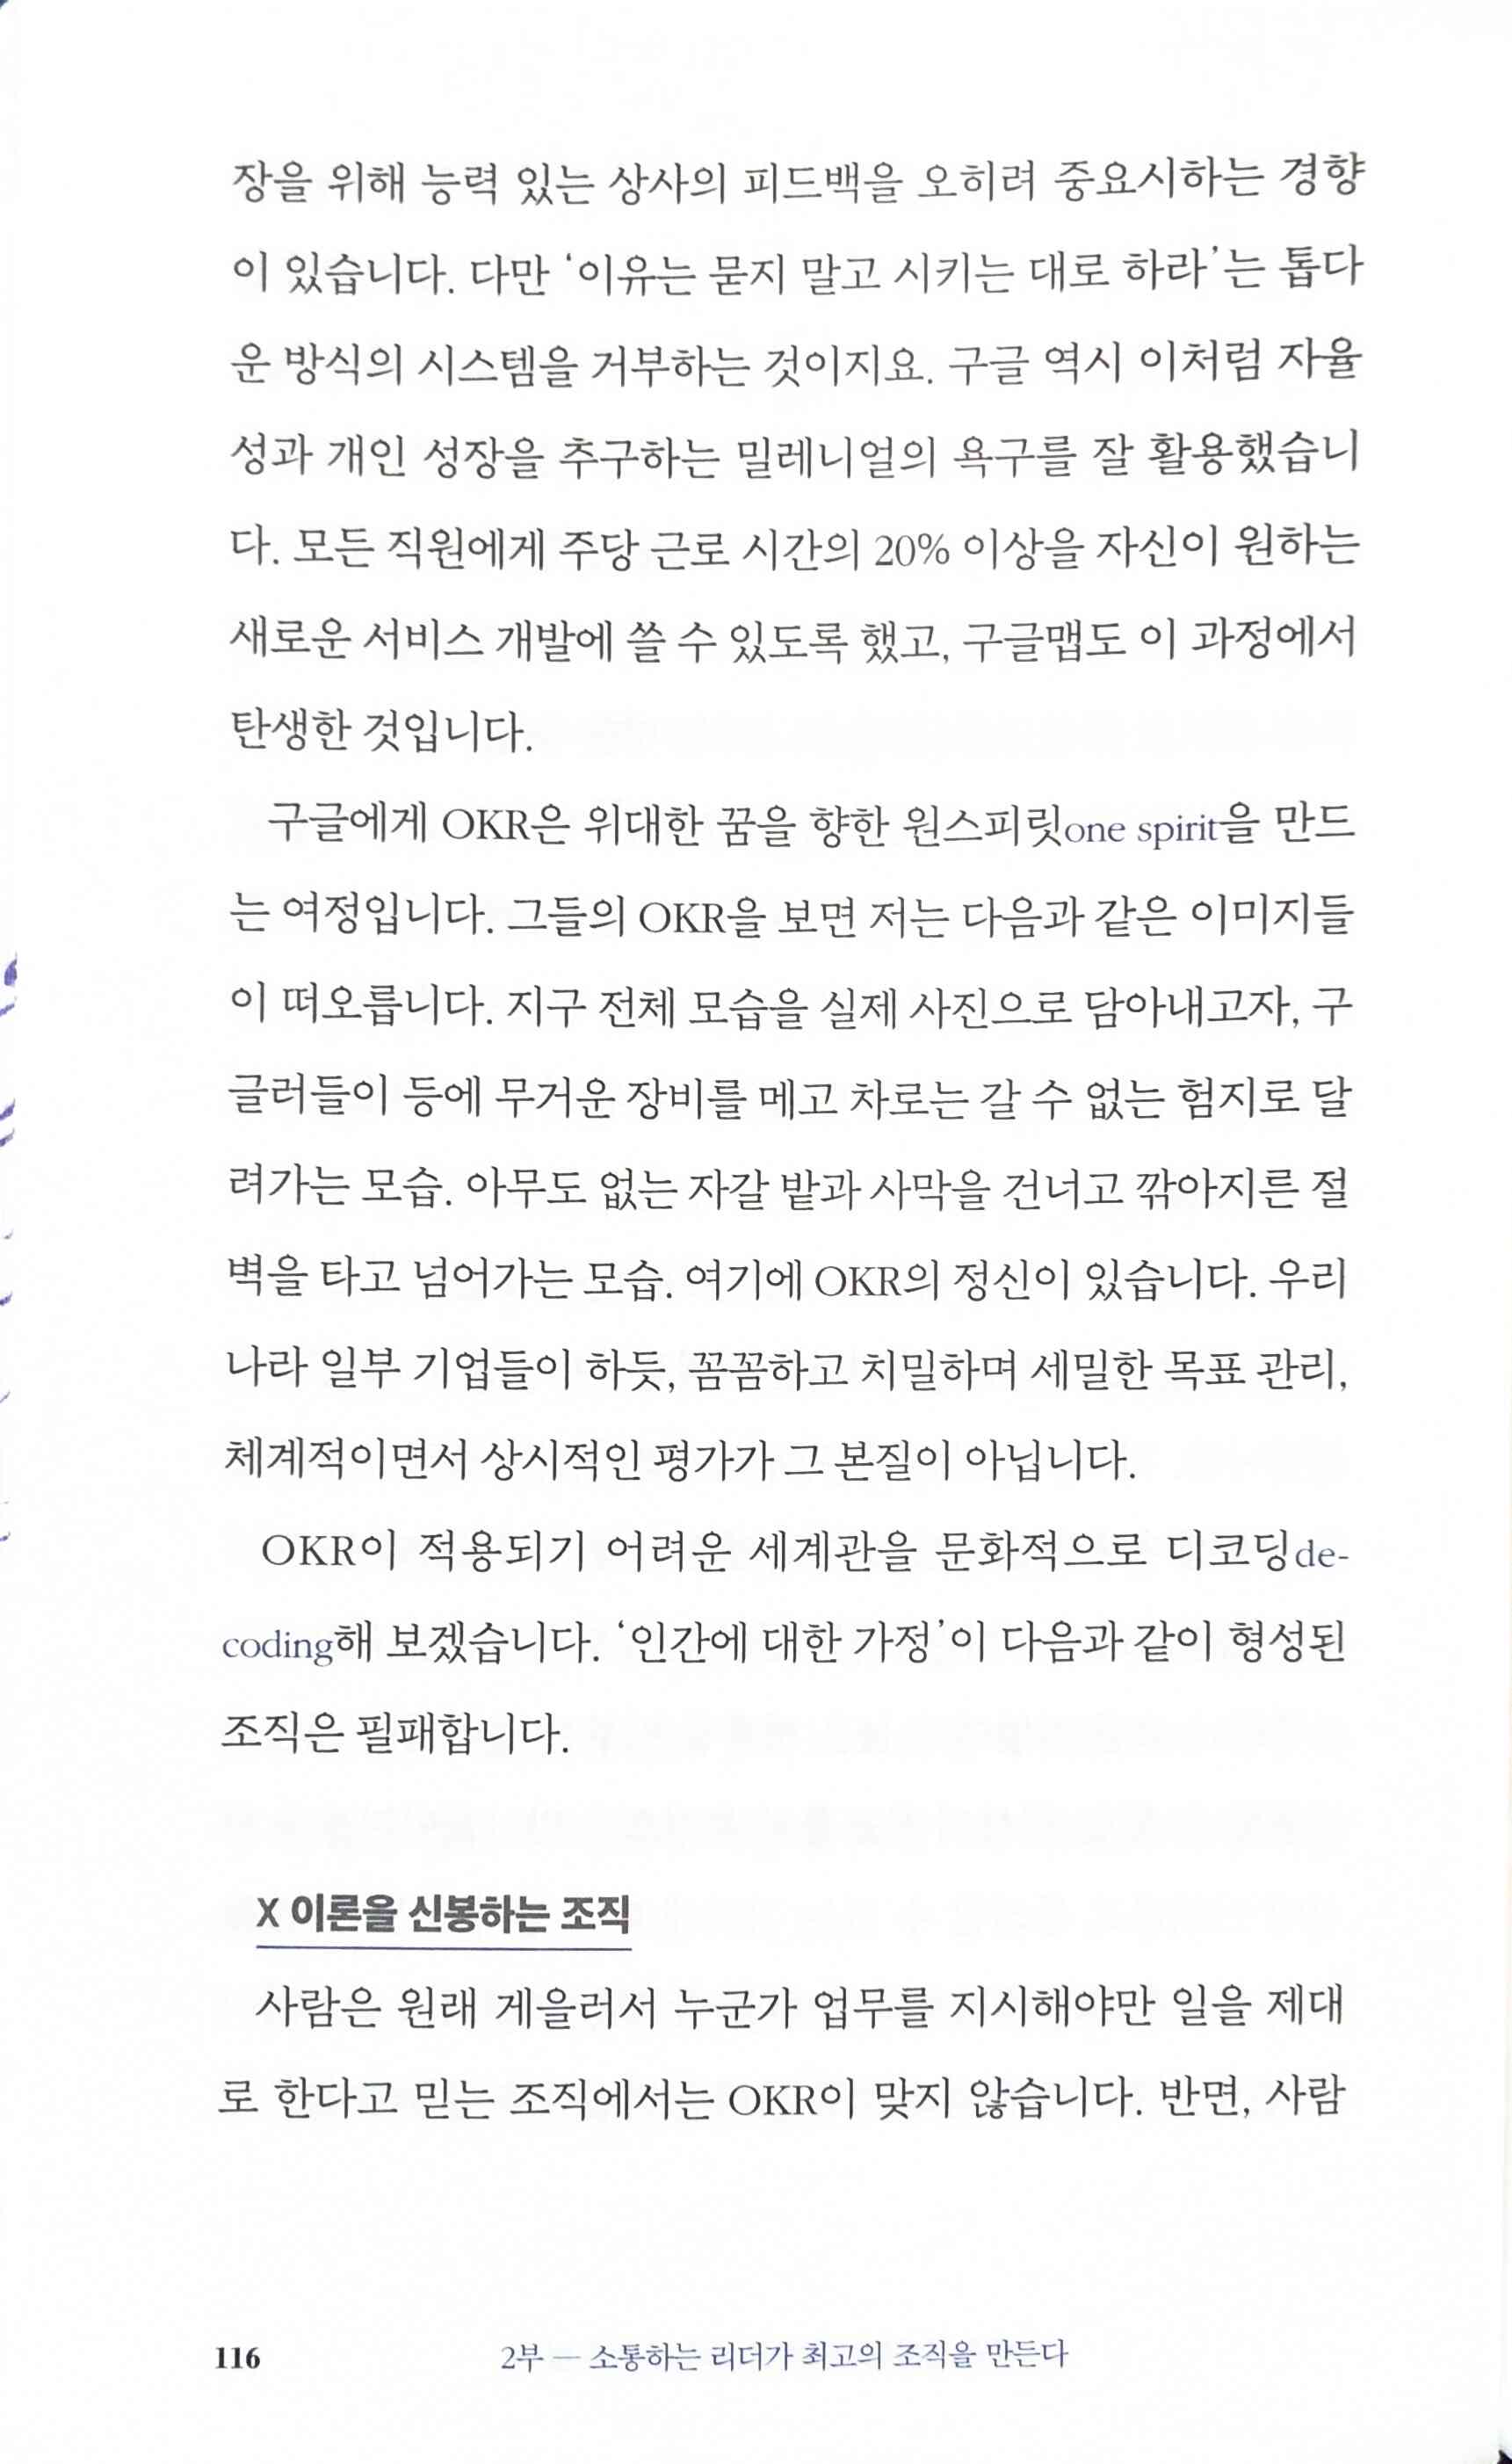 장을 위해 능력 있는 상사의 피드백을 오히려 중요시하는 경향
이 있습니다. 다만 ‘이유는 묻지 말고 시키는 대로 하라’는 톱다
운 방식의 시스템을 거부하는 것이지요. 구글 역시 이처럼 자율
성과 개인 성장을 추구하는 밀레니얼의 욕구를 잘 활용했습니
다. 모든 직원에게 주당 근로 시간의 20% 이상을 자신이 원하는
새로운 서비스 개발에 쓸 수 있도록 했고, 구글맵도 이 과정에서
탄생한 것입니다.
구글에게 OKR은 위대한 꿈을 향한 원스피릿one spirit을 만드
는 여정입니다. 그들의 OKR을 보면 저는 다음과 같은 이미지들
이 떠오릅니다. 지구 전체 모습을 실제 사진으로 담아내고자, 구
글러들이 등에 무거운 장비를 메고 차로는 갈 수 없는 험지로 달
려가는 모습. 아무도 없는 자갈 밭과 사막을 건너고 깎아지른 절
벽을 타고 넘어가는 모습. 여기에 OKR의 정신이 있습니다. 우리
나라 일부 기업들이 하듯, 꼼꼼하고 치밀하며 세밀한 목표 관리,
체계적이면서 상시적인 평가가 그 본질이 아닙니다.
OKR이 적용되기 어려운 세계관을 문화적으로 디코딩de-
coding해 보겠습니다. ‘인간에 대한 가정’이 다음과 같이 형성된
조직은 필패합니다.
X 이론을 신봉하는 조직
사람은 원래 게을러서 누군가 업무를 지시해야만 일을 제대
로 한다고 믿는 조직에서는 OKR이 맞지 않습니다. 반면, 사람
116 2부 — 소통하는 리더가 최고의 조직을 만든다